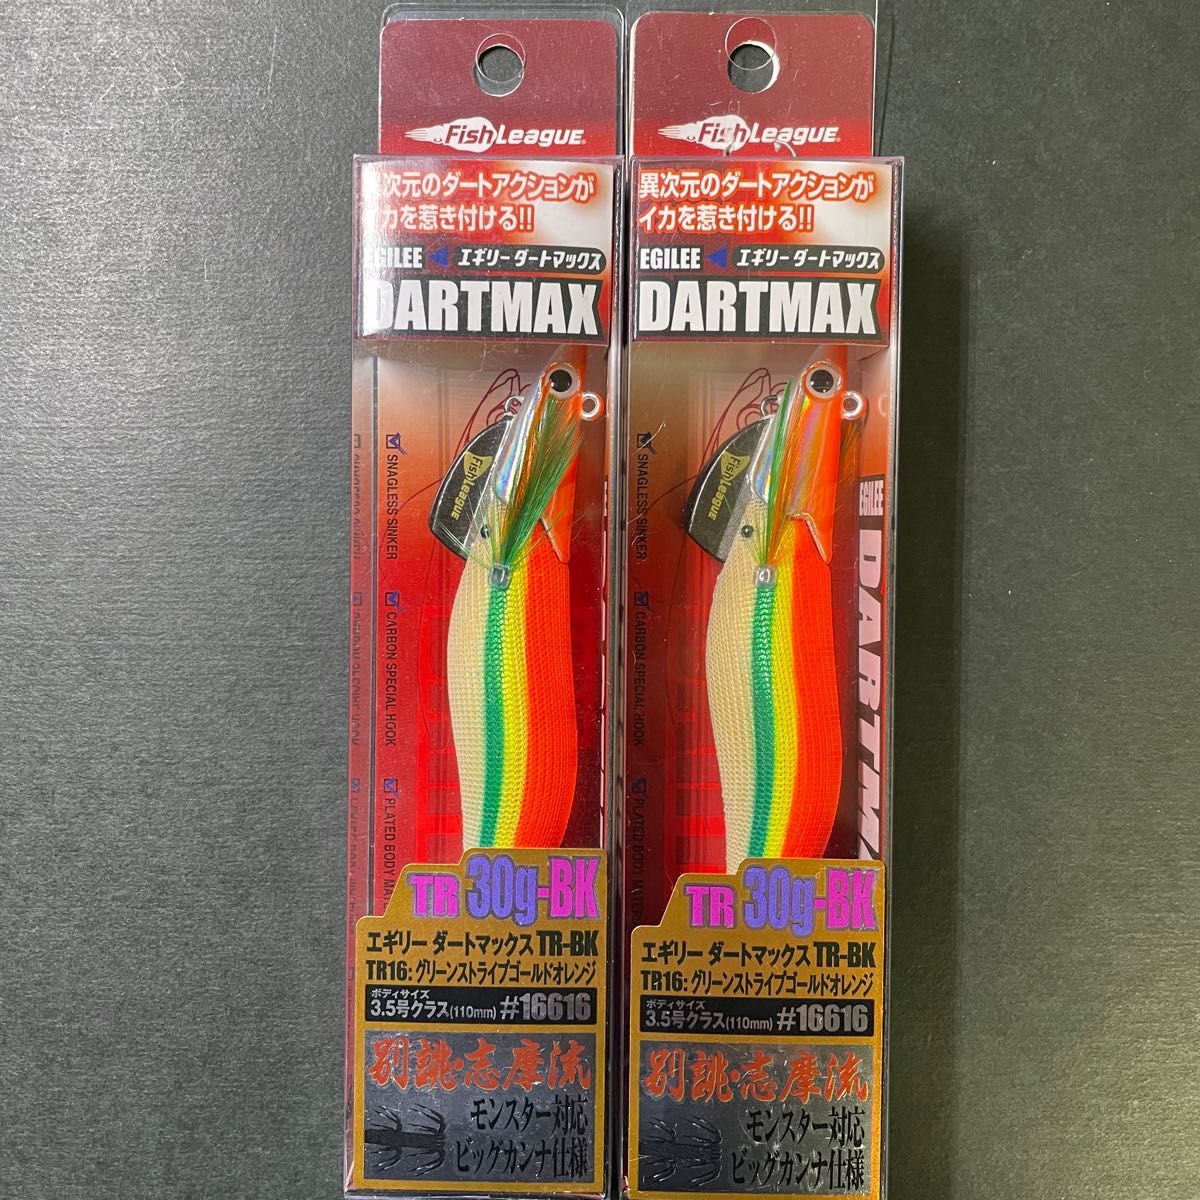 FishLeague
異次元のダートアクションが
イカを惹き付ける!!
EGILEE エギリーダートマックス
DARTMAX
FishLeague
SNAGLESS SINKER
CARBON SPECIAL HOOK
PLATED BODY
TR 30g-BK
エギリー ダートマックス TR-BK
TR16:グリーンストライプゴールドオレンジ
ボディサイズ
3.5号クラス(110mm) #16616
別誂・志摩流
モンスター対応
ビッグカンナ仕様
FishLeague
異次元のダートアクションが
イカを惹き付ける!!
EGILEE エギリーダートマックス
DARTMAX
FishLeague
SNAGLESS SINKER
CARBON SPECIAL HOOK
PLATED BODY
EGILEE
TR 30g-BK
エギリー ダートマックス TR-BK
TR16:グリーンストライプゴールドオレンジ
ボディサイズ
3.5号クラス(110mm) #16616
別誂・志摩流
モンスター対応
ビッグカンナ仕様